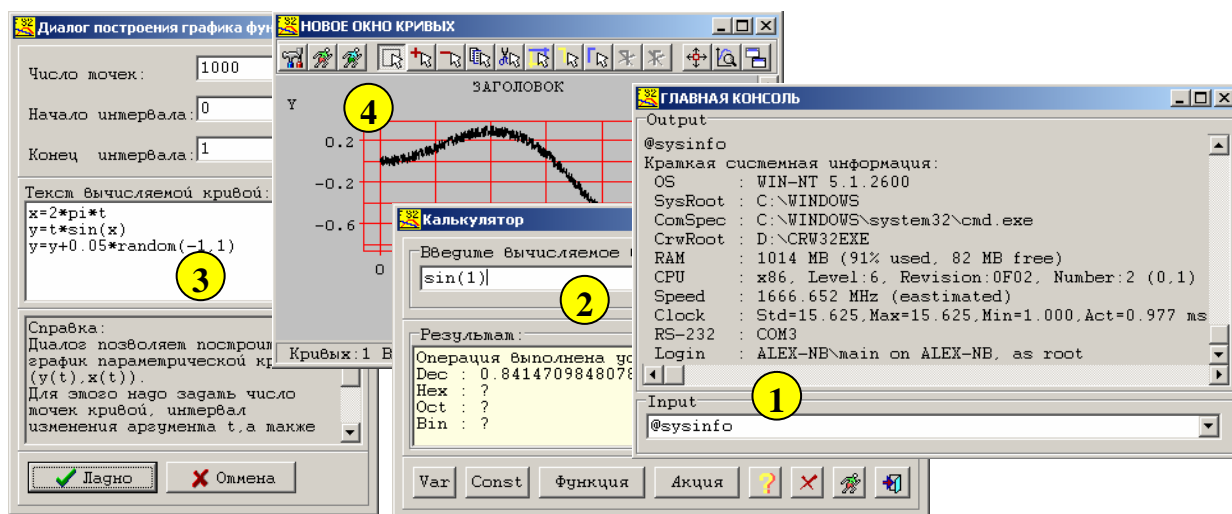 Диалог построения графика фун
Число точек:
1000
Начало интервала:
0
Конец интервала:
1
Текст вычисляемой кривой:
x=2*pi*t
y=t*sin(x)
y=y+0.05*random(-1,1)
3
Справка:
Диалог позволяет построи
график параметрической кр
(y(t),x(t)).
Для этого надо задать число
точек кривой, интервал
изменения аргумента t,а также
Ладно
Отмена
НОВОЕ ОКНО КРИВЫХ
ЗАГОЛОВОК
Y
4
0.2
-0.2
-0.6
0
Кривых:1 В
Калькулятор
Введите вычисляемое
sin(1)
2
Результат:
Операция выполнена ус
Dec : 0.8414709848078
Hex : ?
Oct : ?
Bin : ?
Var
Const
Функция
Акция
?
ГЛАВНАЯ КОНСОЛЬ
Output
@sysinfo
Краткая системная информация:
OS : WIN-NT 5.1.2600
SysRoot : C:\WINDOWS
ComSpec : C:\WINDOWS\system32\cmd.exe
CrwRoot : D:\CRW32EXE
RAM : 1014 MB (91% used, 82 MB free)
CPU : x86, Level:6, Revision:0F02, Number:2 (0,1)
Speed : 1666.652 MHz (eastimated)
Clock : Std=15.625,Max=15.625,Min=1.000,Act=0.977 ms
RS-232 : COM3
Login : ALEX-NB\main on ALEX-NB, as root
1
Input
@sysinfo